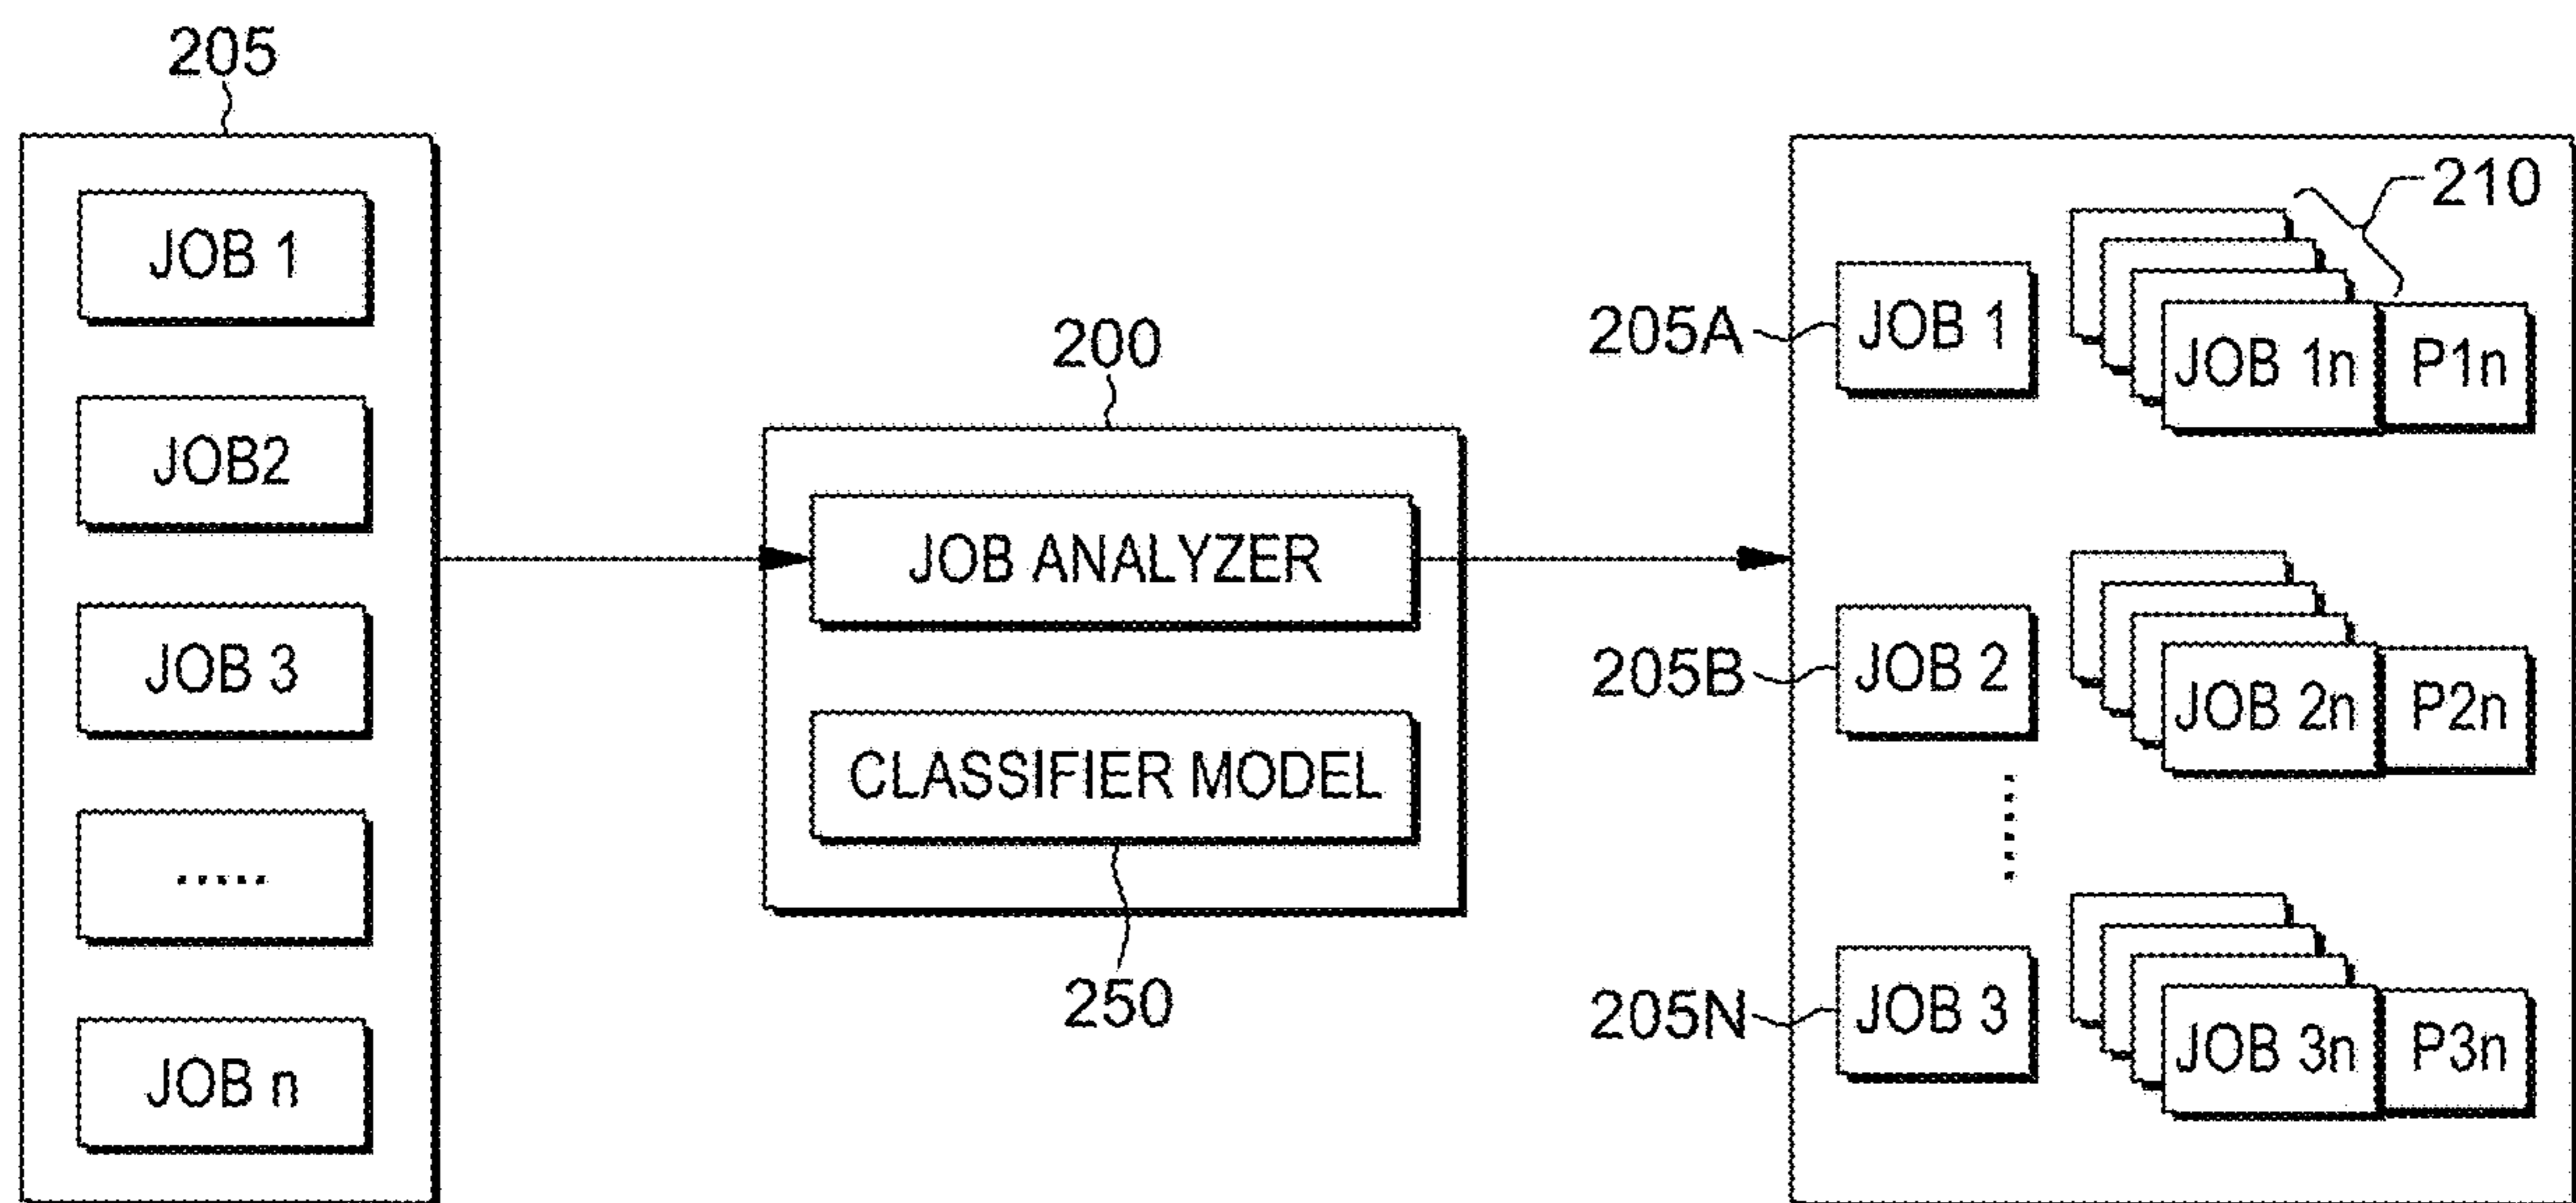 205
JOB 1
JOB2
JOB 3
.....
JOB n
200
JOB ANALYZER
CLASSIFIER MODEL
250
210
205A
JOB 1
JOB 1n
P1n
205B
JOB 2
JOB 2n
P2n
.....
205N
JOB 3
JOB 3n
P3n